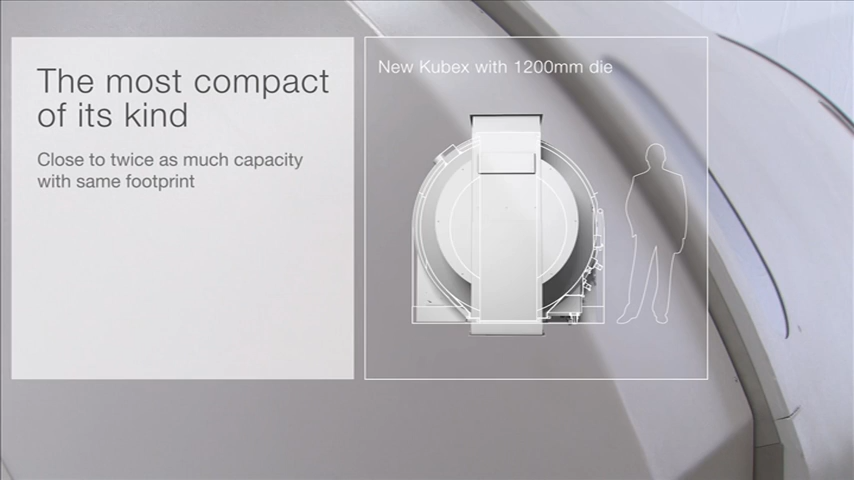 The most compact
of its kind
Close to twice as much capacity
with same footprint
New Kubex with 1200mm die